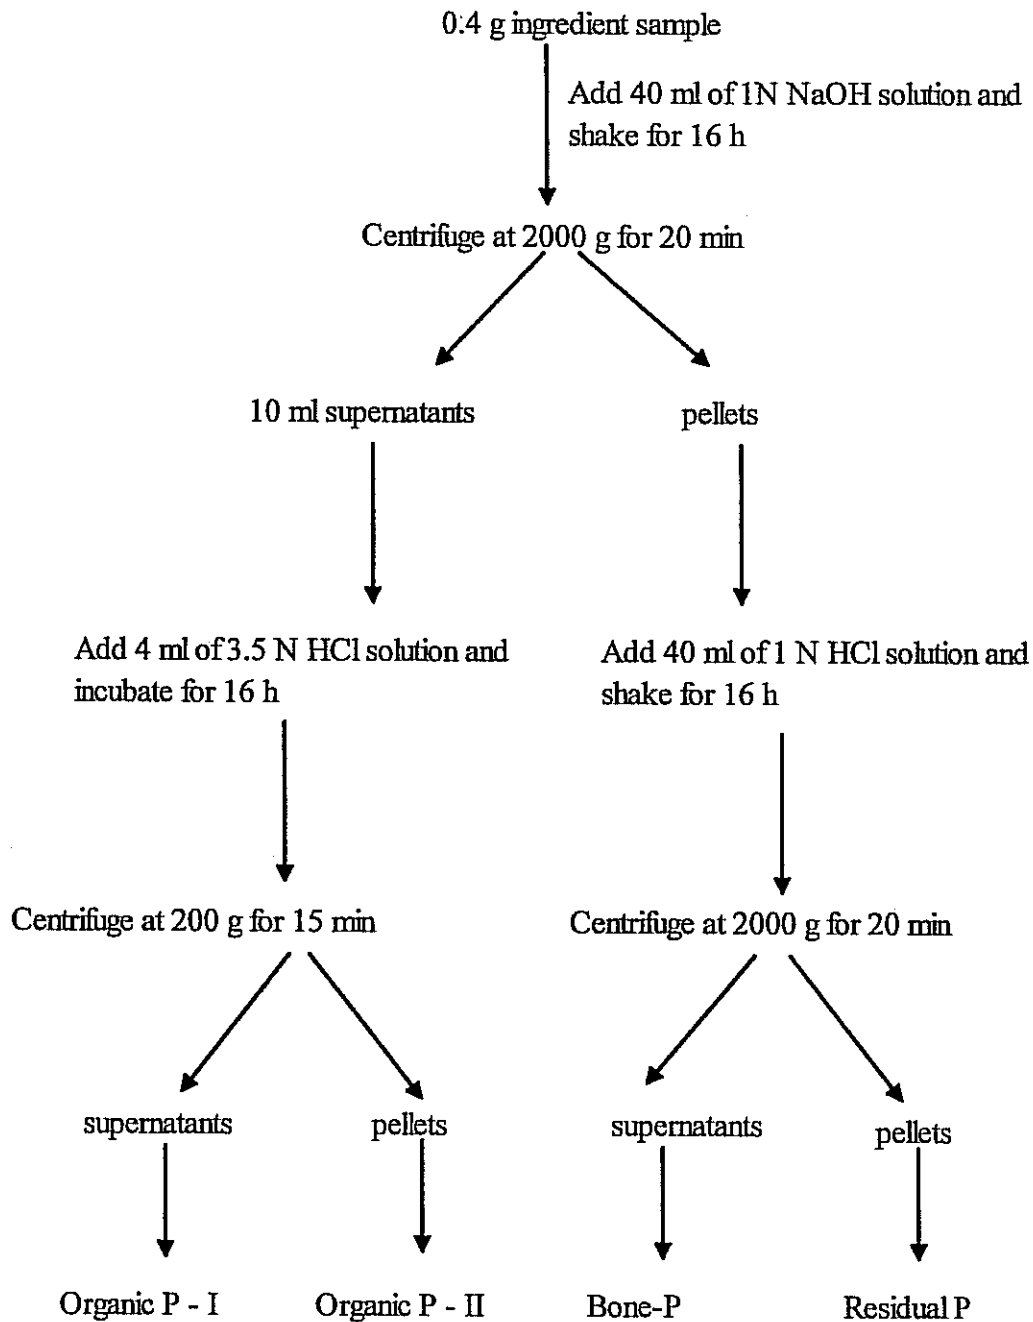 0.4 g ingredient sample
Add 40 ml of 1N NaOH solution and
shake for 16 h
Centrifuge at 2000 g for 20 min
10 ml supernatants
pellets
Add 4 ml of 3.5 N HCl solution and
incubate for 16 h
Add 40 ml of 1 N HCl solution and
shake for 16 h
Centrifuge at 200 g for 15 min
Centrifuge at 2000 g for 20 min
supernatants
pellets
supernatants
pellets
Organic P - I
Organic P - II
Bone-P
Residual P